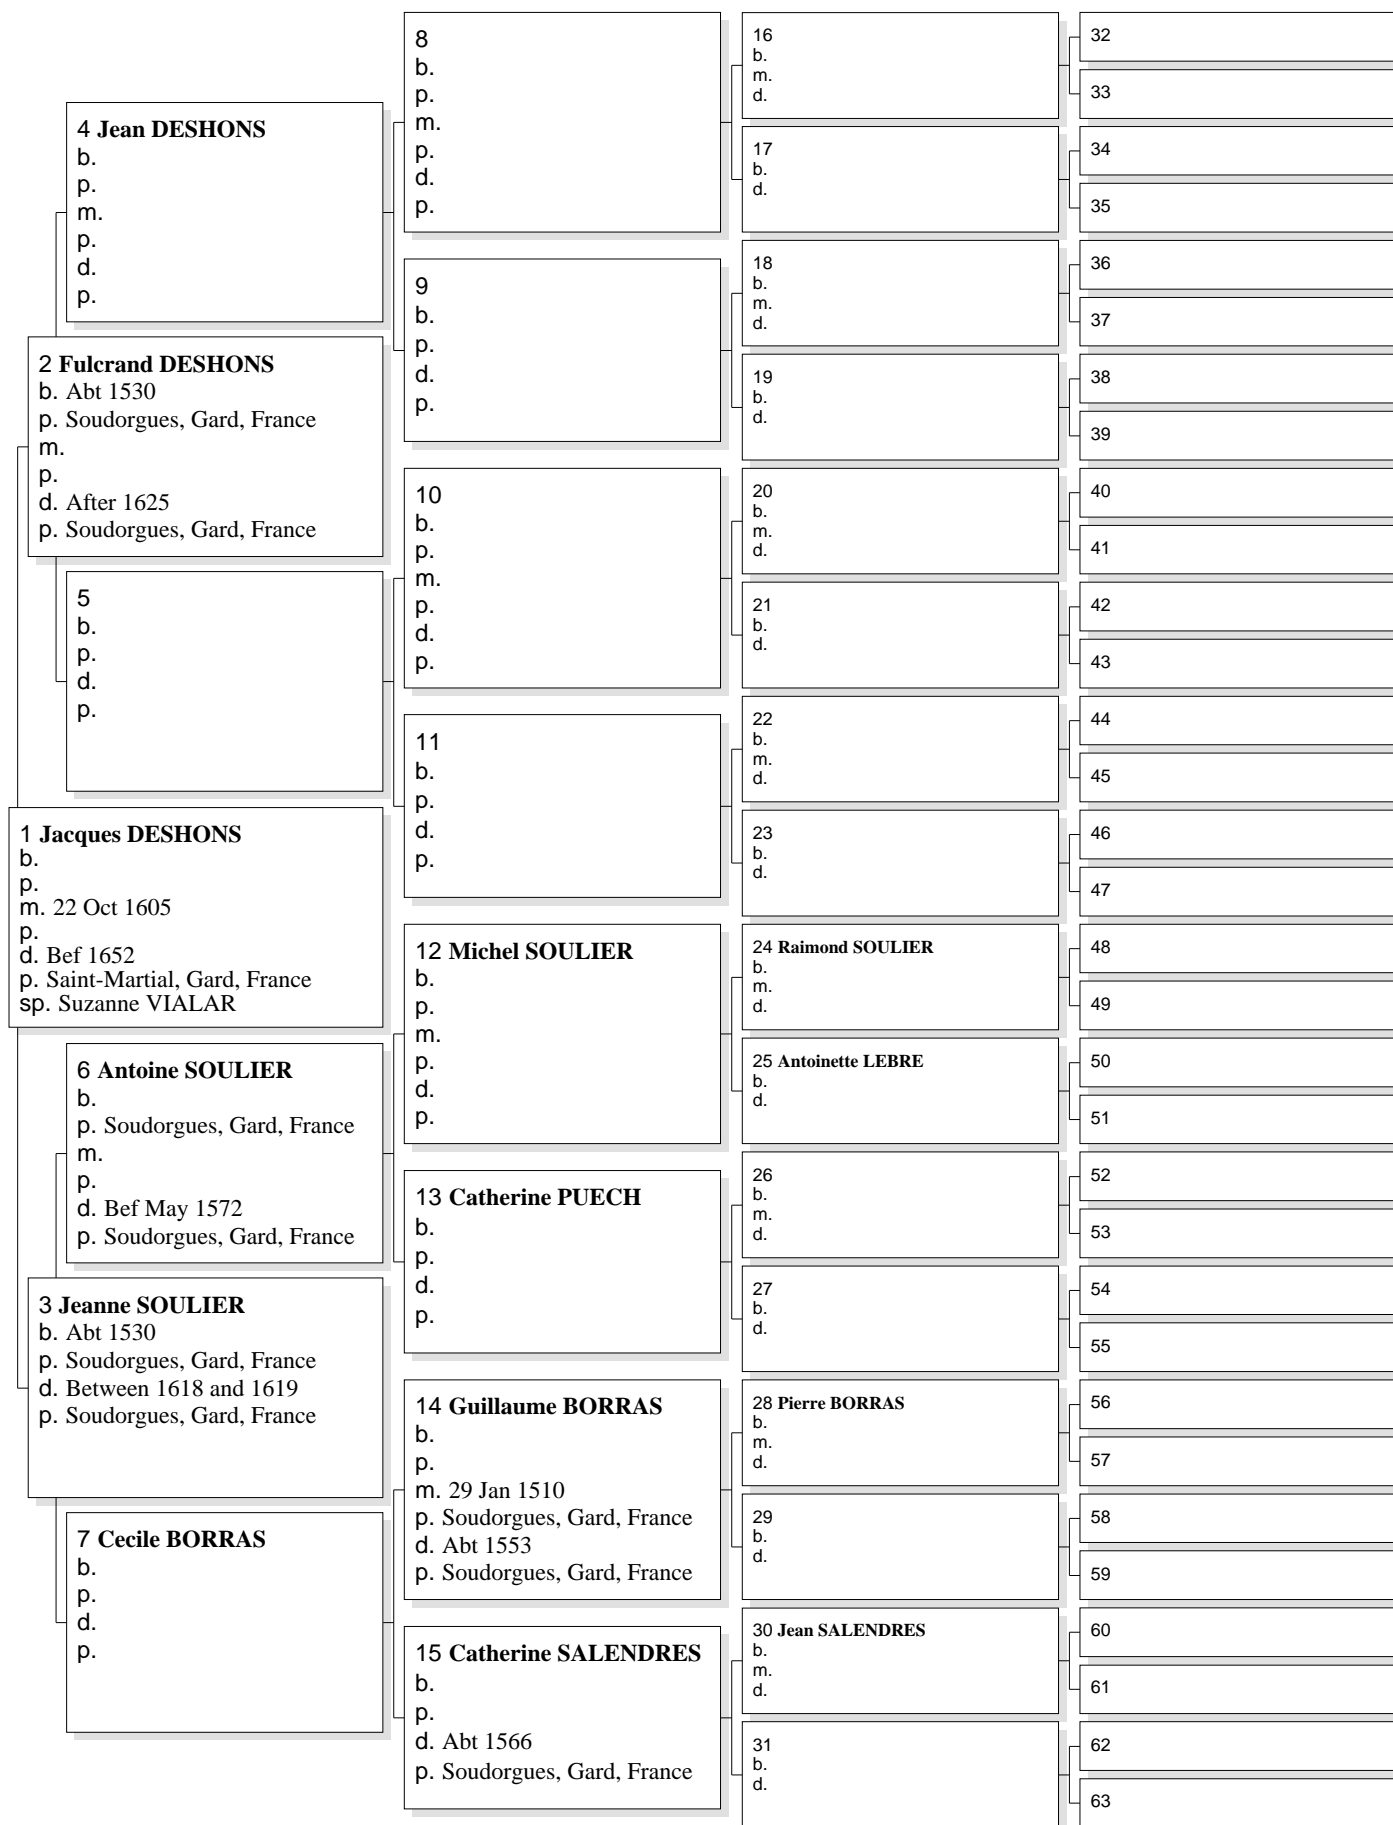 4 Jean DESHONS
b.
p.
m.
p.
d.
p.
2 Fulcrand DESHONS
b. Abt 1530
p. Soudorgues, Gard, France
m.
p.
d. After 1625
p. Soudorgues, Gard, France
5
b.
p.
d.
p.
1 Jacques DESHONS
b.
p.
m. 22 Oct 1605
p.
d. Bef 1652
p. Saint-Martial, Gard, France
sp. Suzanne VIALAR
6 Antoine SOULIER
b.
p. Soudorgues, Gard, France
m.
p.
d. Bef May 1572
p. Soudorgues, Gard, France
3 Jeanne SOULIER
b. Abt 1530
p. Soudorgues, Gard, France
d. Between 1618 and 1619
p. Soudorgues, Gard, France
7 Cecile BORRAS
b.
p.
d.
p.
8
b.
p.
m.
p.
d.
p.
9
b.
p.
d.
p.
10
b.
p.
m.
p.
d.
p.
11
b.
p.
d.
p.
12 Michel SOULIER
b.
p.
m.
p.
d.
p.
13 Catherine PUECH
b.
p.
d.
p.
14 Guillaume BORRAS
b.
p.
m. 29 Jan 1510
p. Soudorgues, Gard, France
d. Abt 1553
p. Soudorgues, Gard, France
15 Catherine SALENDRES
b.
p.
d. Abt 1566
p. Soudorgues, Gard, France
16
b.
m.
d.
17
b.
d.
18
b.
m.
d.
19
b.
d.
20
b.
m.
d.
21
b.
d.
22
b.
m.
d.
23
b.
d.
24 Raimond SOULIER
b.
m.
d.
25 Antoinette LEBRE
b.
d.
26
b.
m.
d.
27
b.
d.
28 Pierre BORRAS
b.
m.
d.
29
b.
d.
30 Jean SALENDRES
b.
m.
d.
31
b.
d.
32
33
34
35
36
37
38
39
40
41
42
43
44
45
46
47
48
49
50
51
52
53
54
55
56
57
58
59
60
61
62
63